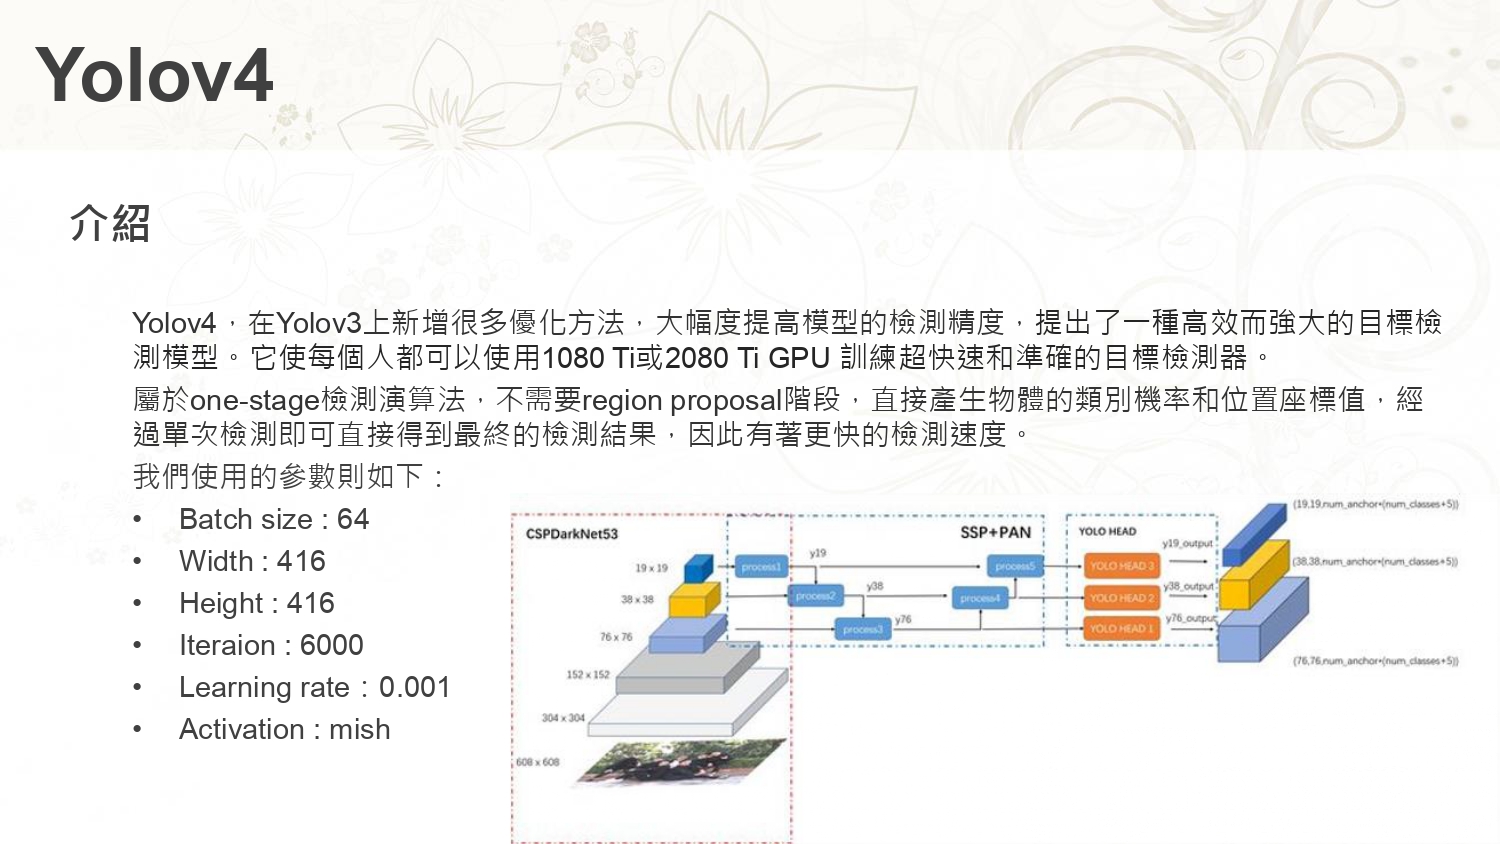 Yolov4
介紹
Yolov4，在Yolov3上新增很多優化方法，大幅度提高模型的檢測精度，提出了一種高效而強大的目標檢
測模型。它使每個人都可以使用1080 Ti或2080 Ti GPU 訓練超快速和準確的目標檢測器。
屬於one-stage檢測演算法，不需要region proposal階段，直接產生物體的類別機率和位置座標值，經
過單次檢測即可直接得到最終的檢測結果，因此有著更快的檢測速度。
我們使用的參數則如下：
• Batch size : 64
• Width : 416
• Height : 416
• Iteraion : 6000
• Learning rate：0.001
• Activation : mish
CSPDarkNet53
19 x 19
38 x 38
76 x 76
152 x 152
304 x 304
608 x 608
SSP+PAN
process1
y19
process2
y38
process3
y76
process4
process5
YOLO HEAD
YOLO HEAD 3
YOLO HEAD 2
YOLO HEAD 1
y19_output
y38_output
y76_output
(19,19,num_anchor*(num_classes+5))
(38,38,num_anchor*(num_classes+5))
(76,76,num_anchor*(num_classes+5))